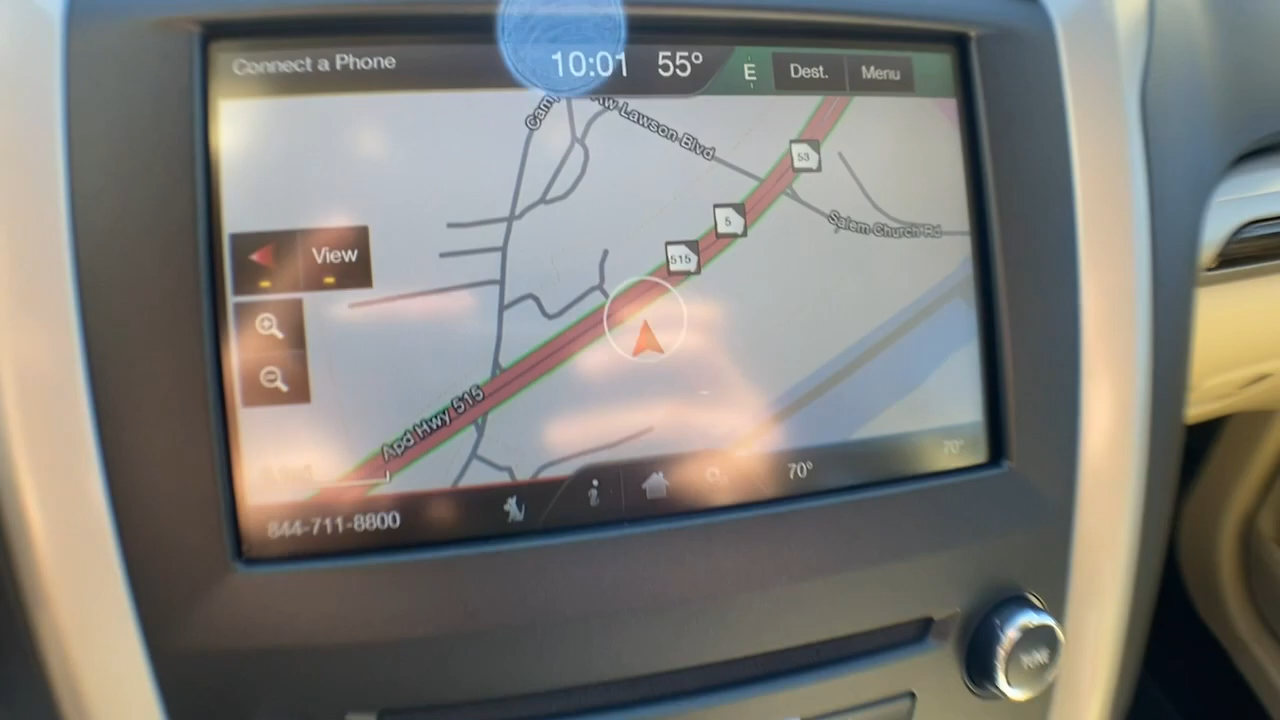 Connect a Phone
10:01 55°
E
Dest.
Menu
Lawson Blvd
53
5
Salem Church Rd
515
View
Apd Hwy 515
70°
70°
844-711-8800
TUNE